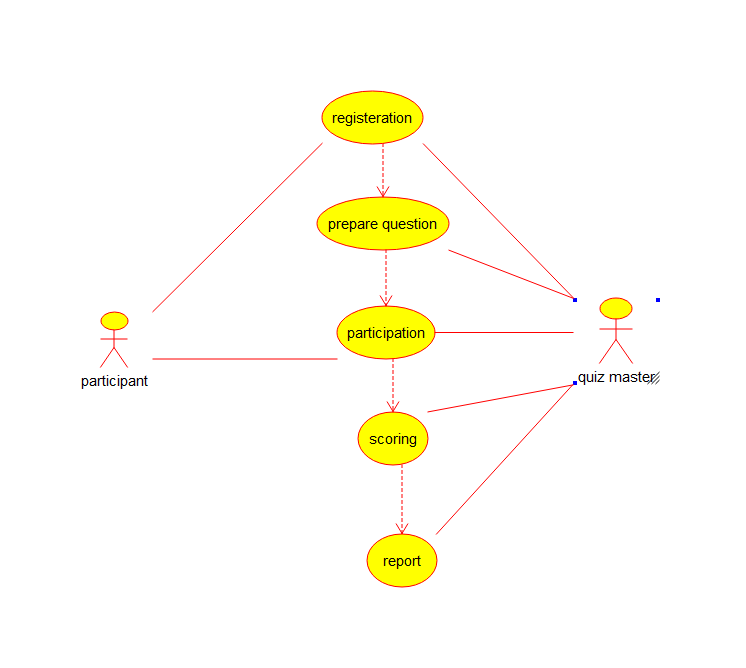 registeration
prepare question
participation
participant
quiz master
scoring
report